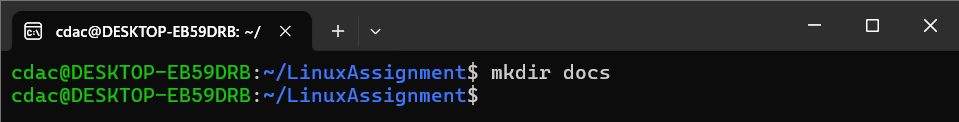 cdac@DESKTOP-EB59DRB: ~/
cdac@DESKTOP-EB59DRB:~/LinuxAssignment$ mkdir docs
cdac@DESKTOP-EB59DRB:~/LinuxAssignment$